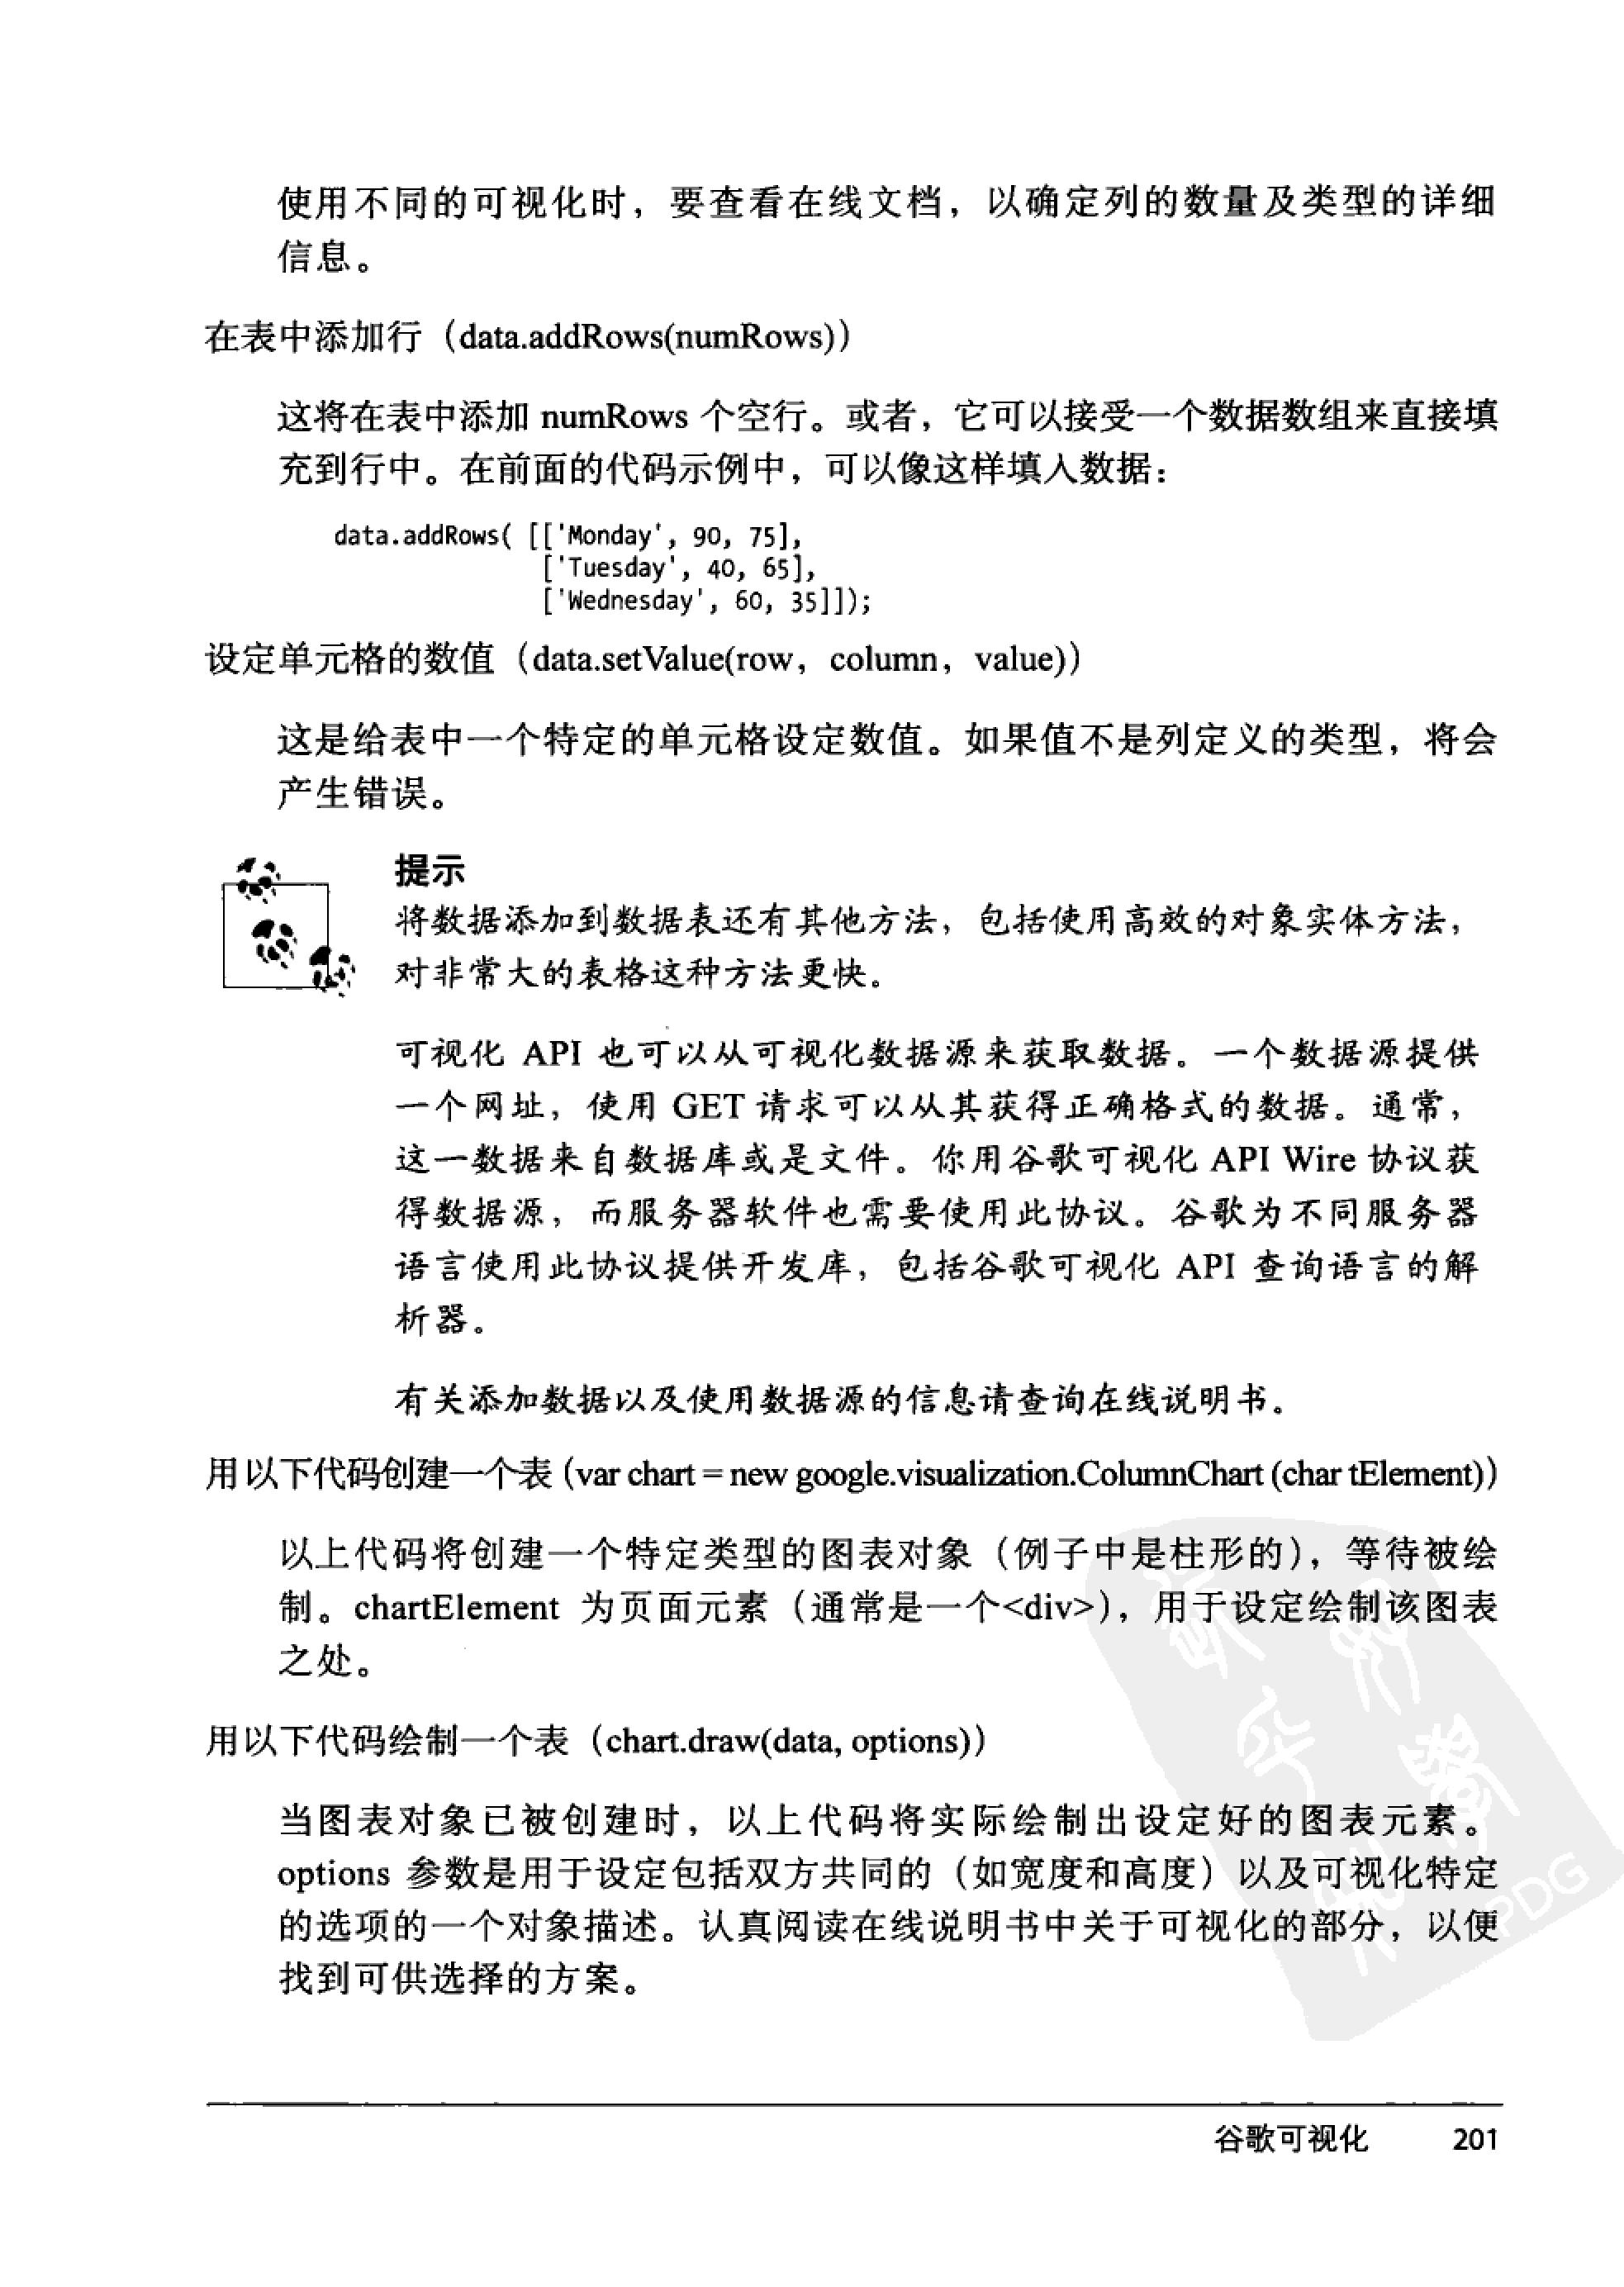 使用不同的可视化时，要查看在线文档，以确定列的数量及类型的详细
信息。
在表中添加行（data.addRows(numRows)）
这将在表中添加 numRows 个空行。或者，它可以接受一个数据数组来直接填
充到行中。在前面的代码示例中，可以像这样填入数据：
data.addRows( [['Monday', 90, 75],
['Tuesday', 40, 65],
['Wednesday', 60, 35]]);
设定单元格的数值（data.setValue(row，column，value)）
这是给表中一个特定的单元格设定数值。如果值不是列定义的类型，将会
产生错误。
提示
将数据添加到数据表还有其他方法，包括使用高效的对象实体方法，
对非常大的表格这种方法更快。
可视化 API 也可以从可视化数据源来获取数据。一个数据源提供
一个网址，使用 GET 请求可以从其获得正确格式的数据。通常，
这一数据来自数据库或是文件。你用谷歌可视化 API Wire 协议获
得数据源，而服务器软件也需要使用此协议。谷歌为不同服务器
语言使用此协议提供开发库，包括谷歌可视化 API 查询语言的解
析器。
有关添加数据以及使用数据源的信息请查询在线说明书。
用以下代码创建一个表（var chart = new google.visualization.ColumnChart (char tElement)）
以上代码将创建一个特定类型的图表对象（例子中是柱形的），等待被绘
制。chartElement 为页面元素（通常是一个<div>），用于设定绘制该图表
之处。
用以下代码绘制一个表（chart.draw(data, options)）
当图表对象已被创建时，以上代码将实际绘制出设定好的图表元素。
options 参数是用于设定包括双方共同的（如宽度和高度）以及可视化特定
的选项的一个对象描述。认真阅读在线说明书中关于可视化的部分，以便
找到可供选择的方案。
PDG
谷歌可视化 201